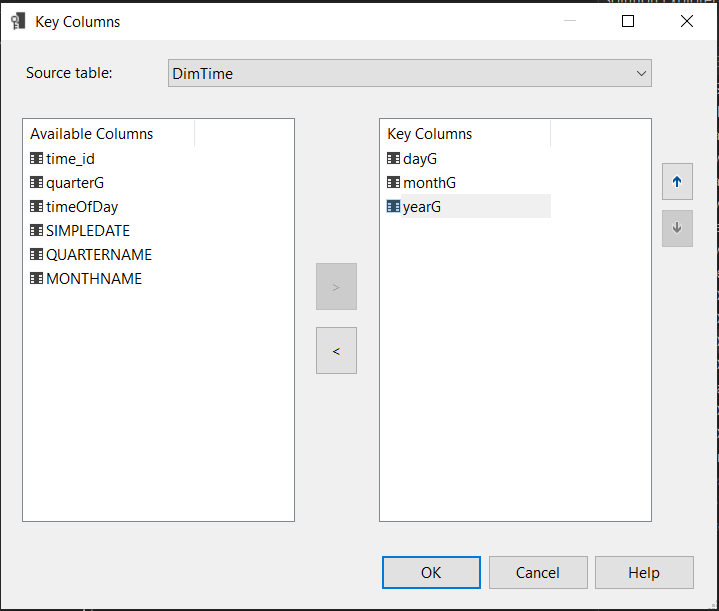 Key Columns
Source table:
DimTime
Available Columns
time_id
quarterG
timeOfDay
SIMPLEDATE
QUARTERNAME
MONTHNAME
>
<
Key Columns
dayG
monthG
yearG
OK
Cancel
Help